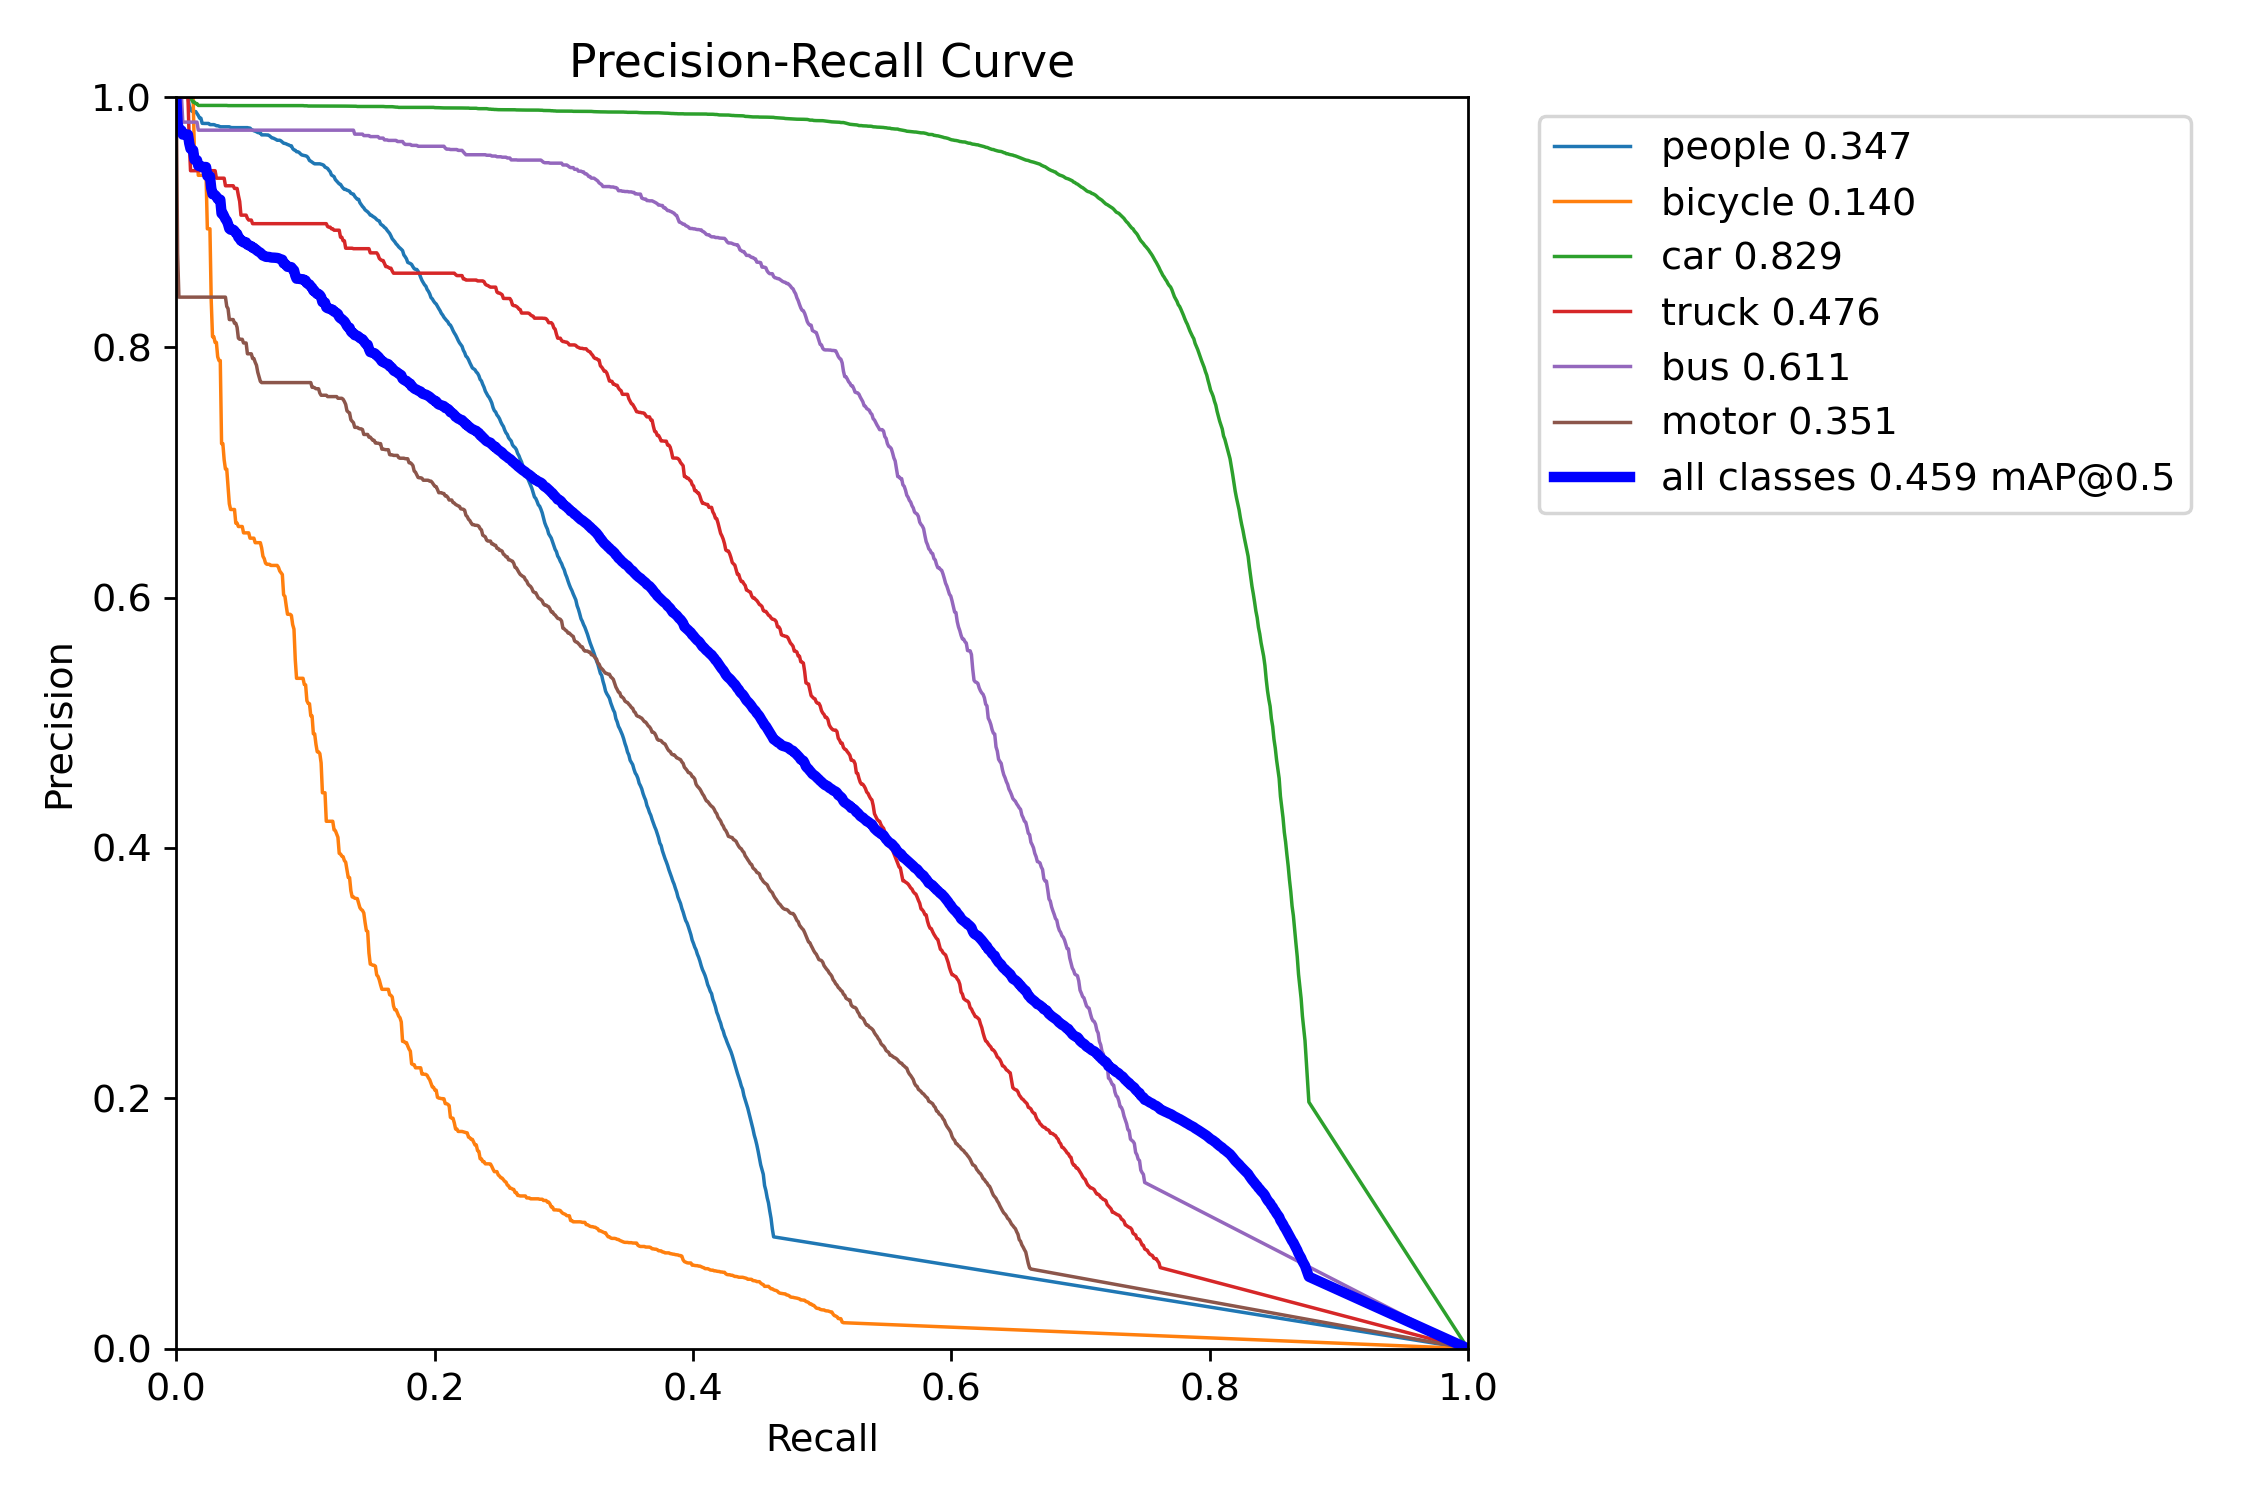 Precision-Recall Curve
1.0
0.8
0.6
0.4
0.2
0.0
Precision
0.0 0.2 0.4 0.6 0.8 1.0
Recall
people 0.347
bicycle 0.140
car 0.829
truck 0.476
bus 0.611
motor 0.351
all classes 0.459 mAP@0.5